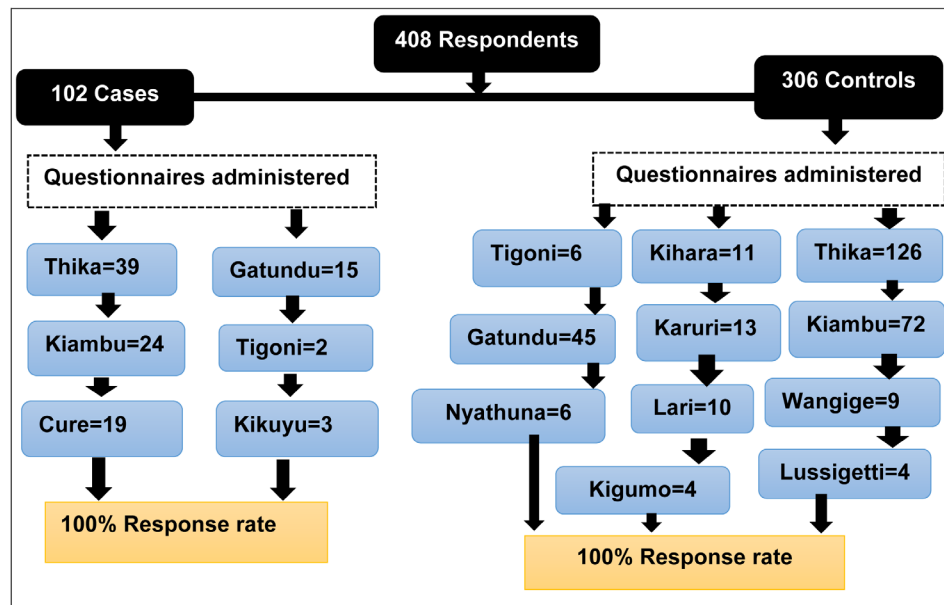 408 Respondents
102 Cases
306 Controls
Questionnaires administered
Thika=39
Gatundu=15
Kiambu=24
Tigoni=2
Cure=19
Kikuyu=3
100% Response rate
Questionnaires administered
Tigoni=6
Kihara=11
Thika=126
Gatundu=45
Karuri=13
Kiambu=72
Nyathuna=6
Lari=10
Wangige=9
Kigumo=4
Lussigetti=4
100% Response rate